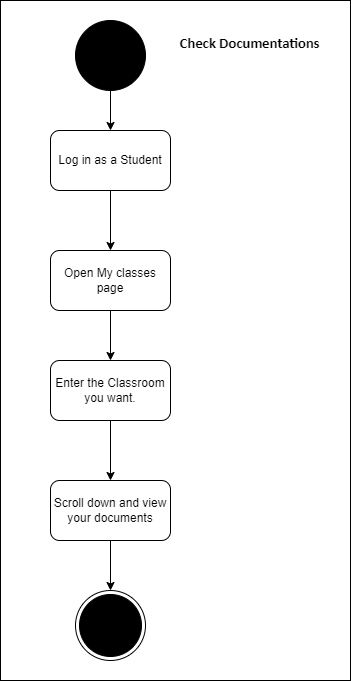 Check Documentations
Log in as a Student
Open My classes
page
Enter the Classroom
you want.
Scroll down and view
your documents